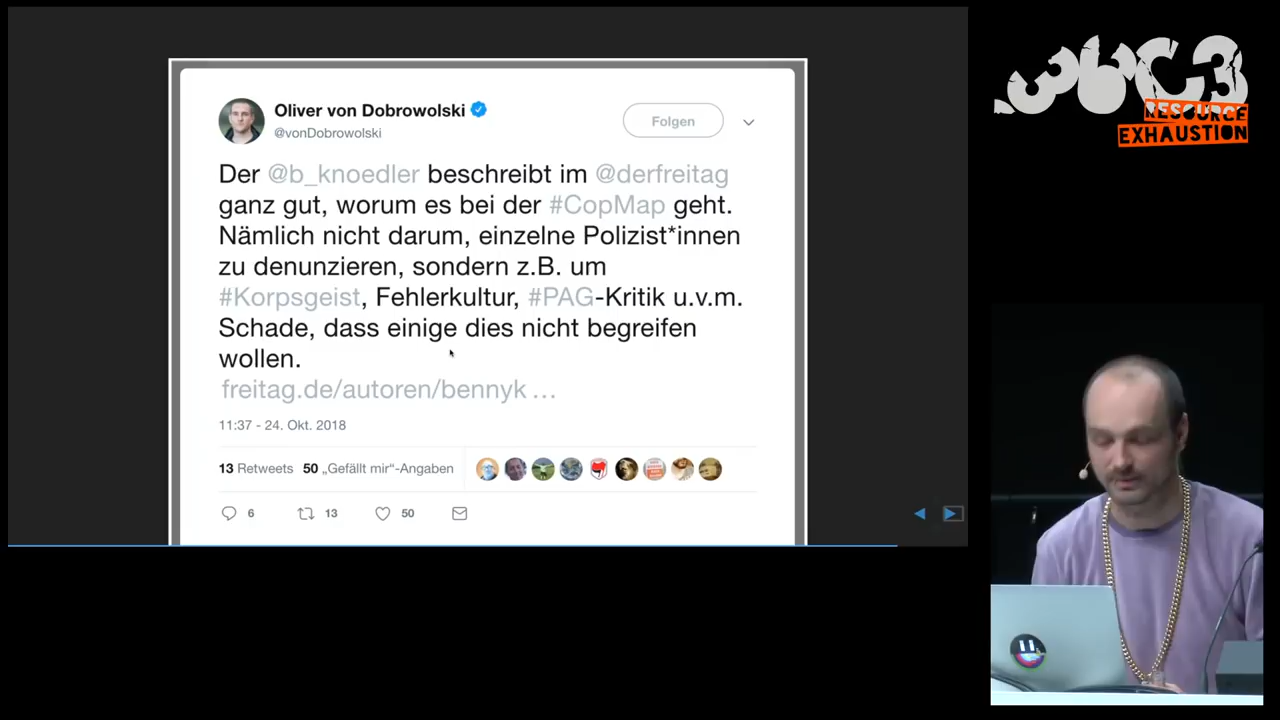 Oliver von Dobrowolski
@vonDobrowolski
Folgen
Der @b_knoedler beschreibt im @derfreitag
ganz gut, worum es bei der #CopMap geht.
Nämlich nicht darum, einzelne Polizist*innen
zu denunzieren, sondern z.B. um
#Korpsgeist, Fehlerkultur, #PAG-Kritik u.v.m.
Schade, dass einige dies nicht begreifen
wollen.
freitag.de/autoren/bennyk …
11:37 - 24. Okt. 2018
13 Retweets 50 „Gefällt mir“-Angaben
6 13 50
36C3
RESOURCE
EXHAUSTION